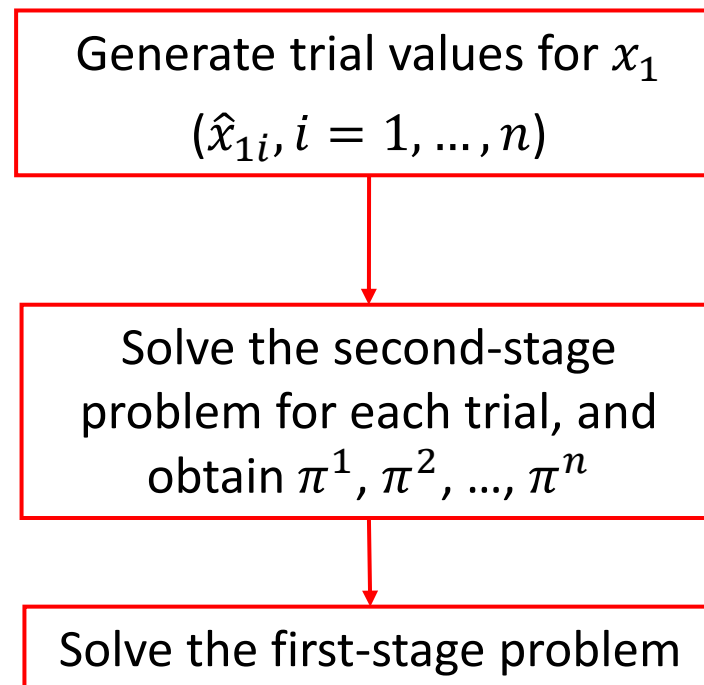 Generate trial values for x₁
(x̂₁ᵢ, i = 1, … , n)
Solve the second-stage
problem for each trial, and
obtain π¹, π², …, πⁿ
Solve the first-stage problem